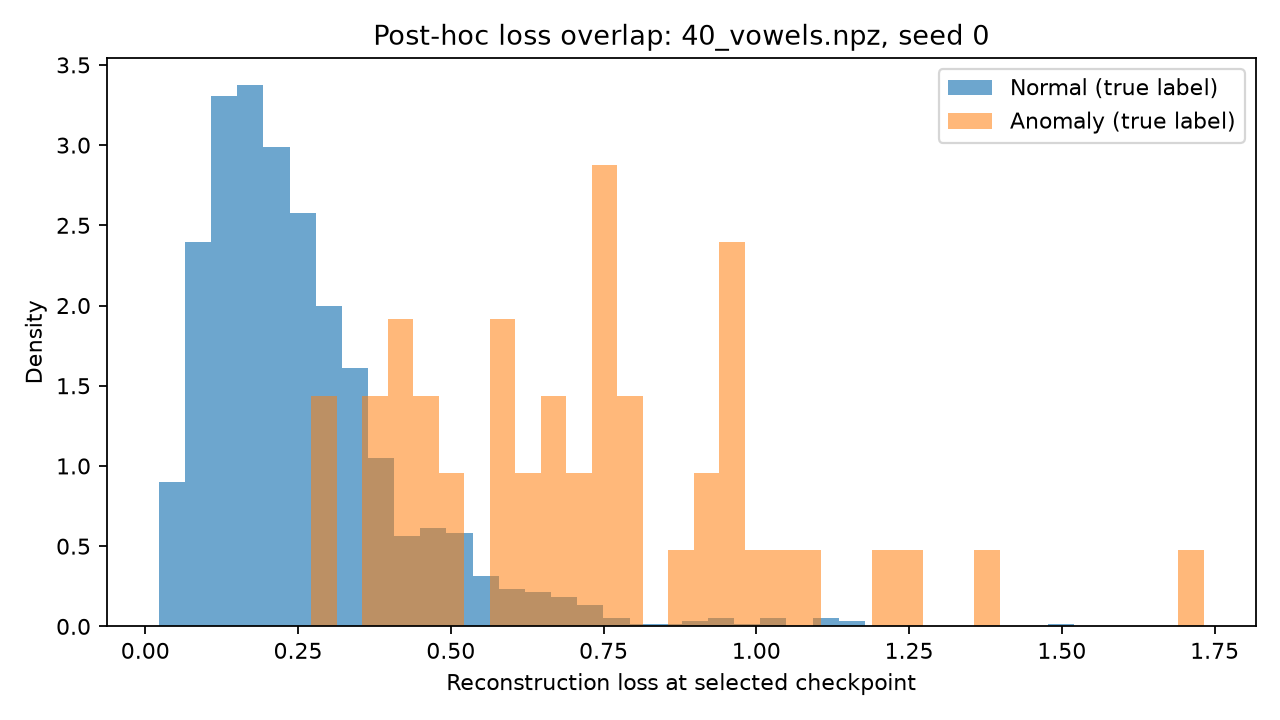 Post-hoc loss overlap: 40_vowels.npz, seed 0
Normal (true label)
Anomaly (true label)
Density
3.5
3.0
2.5
2.0
1.5
1.0
0.5
0.0
0.00 0.25 0.50 0.75 1.00 1.25 1.50 1.75
Reconstruction loss at selected checkpoint